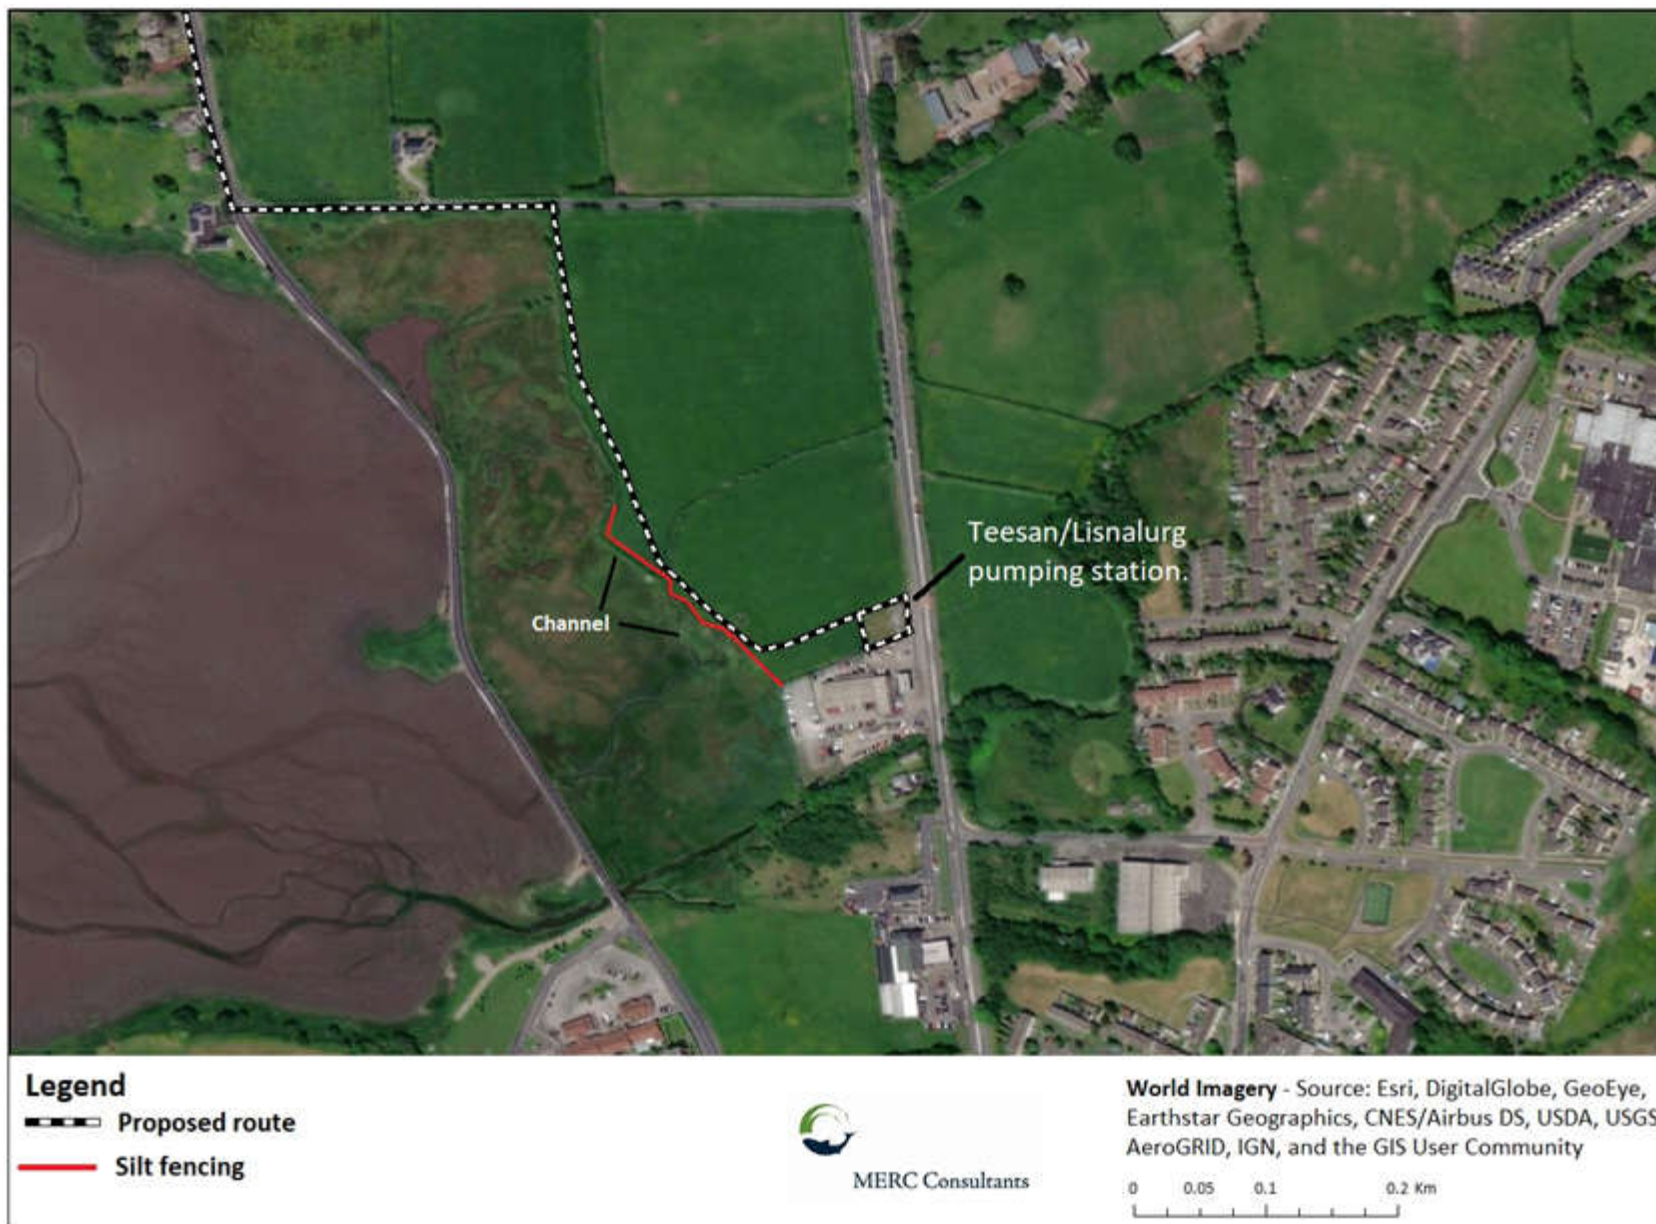 Teesan/Lisnalurg
pumping station.
Channel
Legend
Proposed route
Silt fencing
MERC Consultants
World Imagery - Source: Esri, DigitalGlobe, GeoEye,
Earthstar Geographics, CNES/Airbus DS, USDA, USGS
AeroGRID, IGN, and the GIS User Community
0 0.05 0.1 0.2 Km